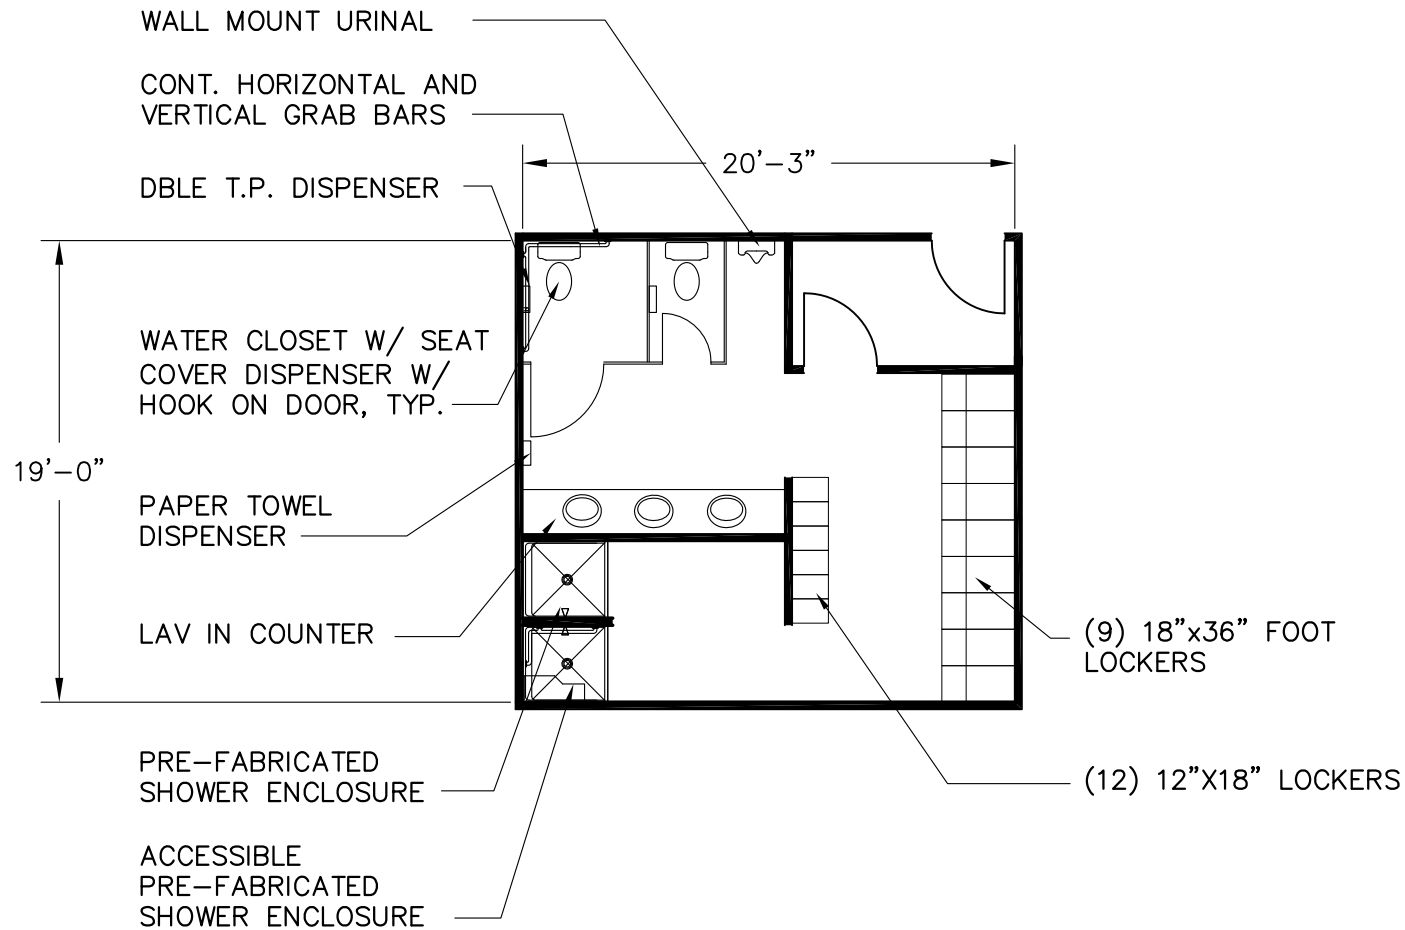 WALL MOUNT URINAL
CONT. HORIZONTAL AND
VERTICAL GRAB BARS
20'-3"
DBLE T.P. DISPENSER
WATER CLOSET W/ SEAT
COVER DISPENSER W/
HOOK ON DOOR, TYP.
19'-0"
PAPER TOWEL
DISPENSER
LAV IN COUNTER
(9) 18"x36" FOOT
LOCKERS
PRE-FABRICATED
SHOWER ENCLOSURE
(12) 12"X18" LOCKERS
ACCESSIBLE
PRE-FABRICATED
SHOWER ENCLOSURE